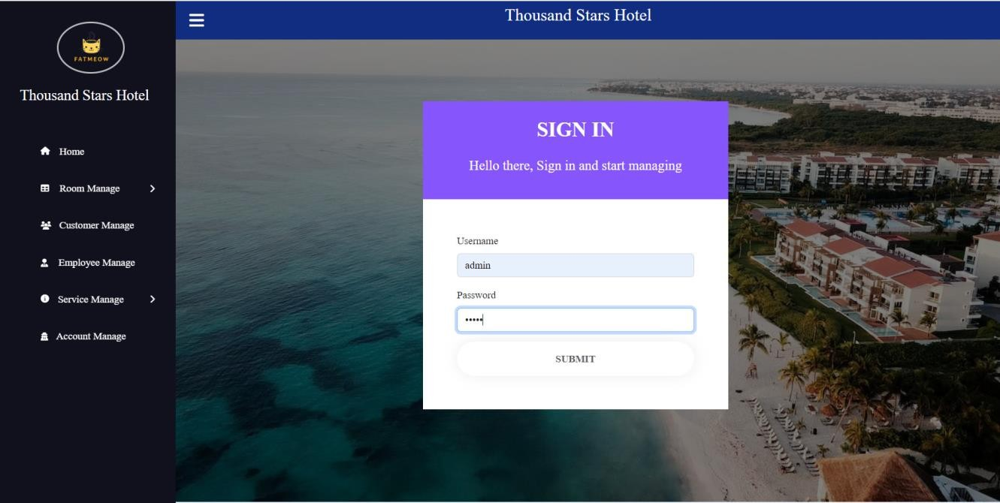 FATMEOW
Thousand Stars Hotel
Home
Room Manage
Customer Manage
Employee Manage
Service Manage
Account Manage
Thousand Stars Hotel
SIGN IN
Hello there, Sign in and start managing
Username
admin
Password
•••••
SUBMIT